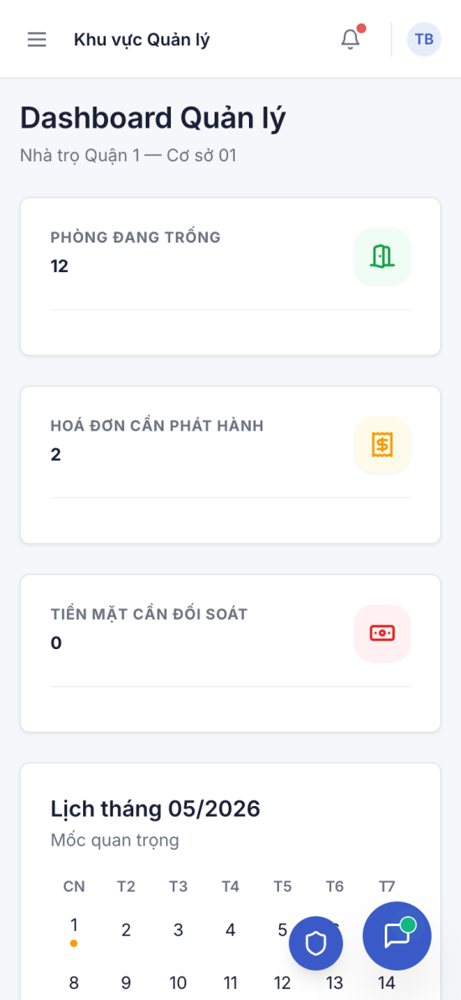 Khu vực Quản lý
TB
Dashboard Quản lý
Nhà trọ Quận 1 — Cơ sở 01
PHÒNG ĐANG TRỐNG
12
HOÁ ĐƠN CẦN PHÁT HÀNH
2
TIỀN MẶT CẦN ĐỐI SOÁT
0
Lịch tháng 05/2026
Mốc quan trọng
CN T2 T3 T4 T5 T6 T7
1 2 3 4 5
8 9 10 11 12 13 14